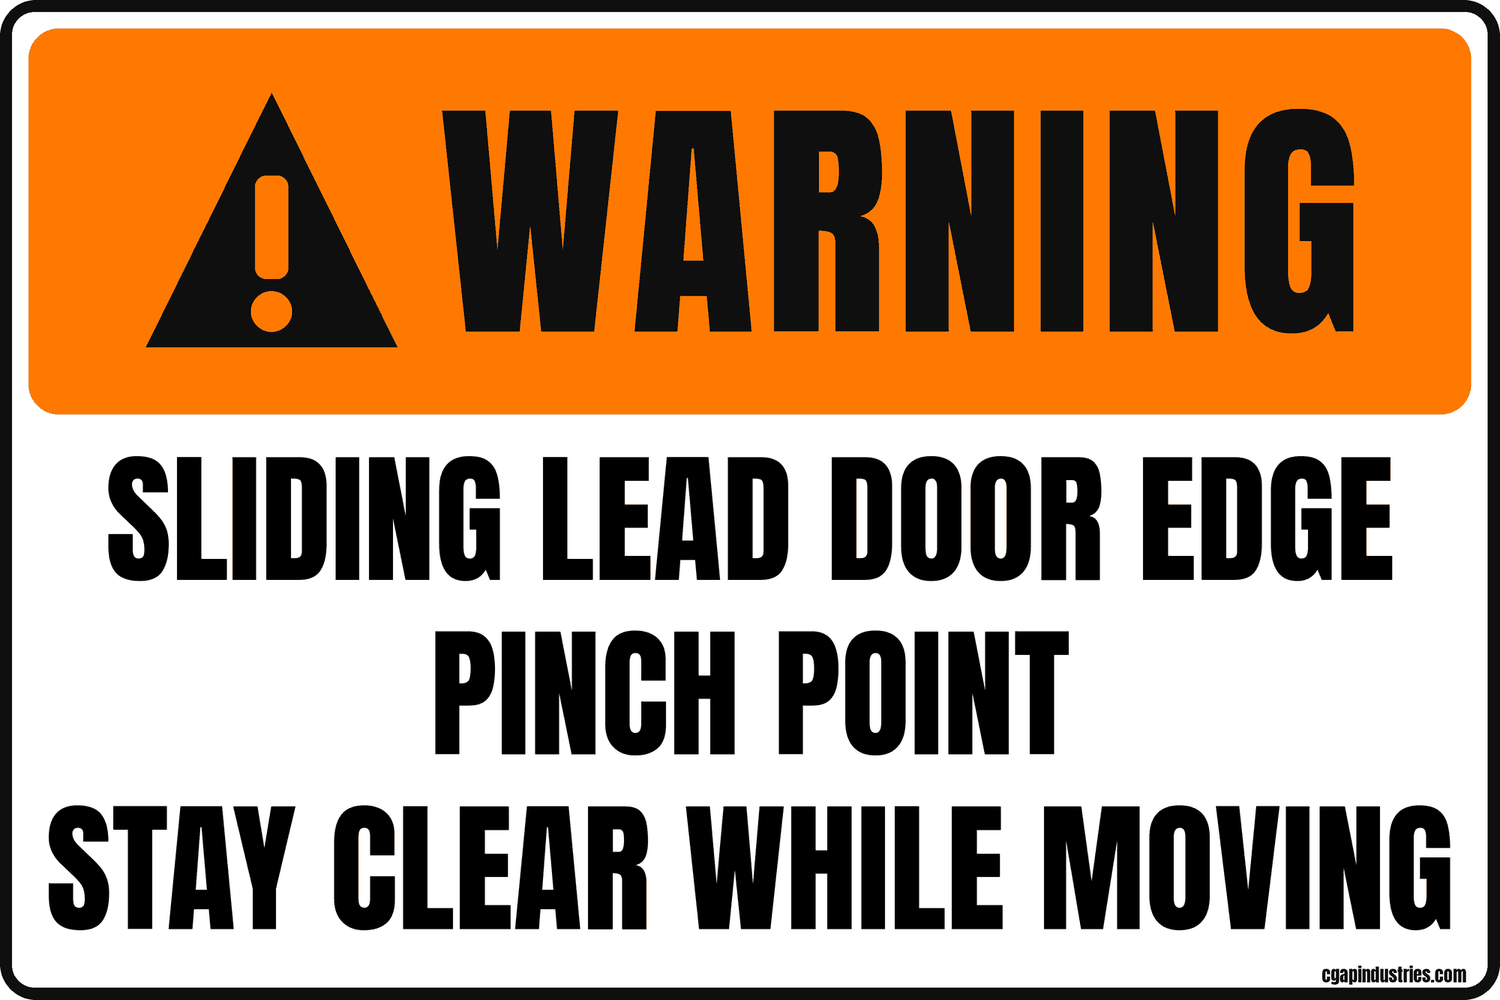 WARNING
SLIDING LEAD DOOR EDGE
PINCH POINT
STAY CLEAR WHILE MOVING
cgapindustries.com